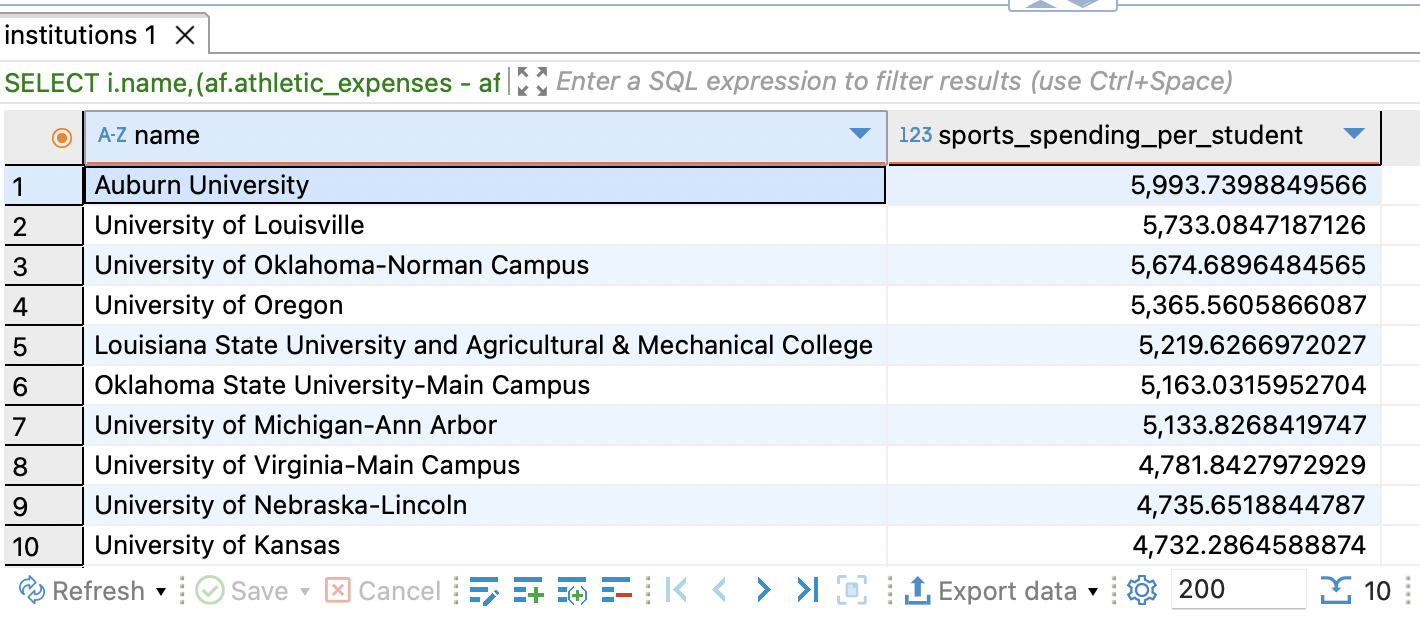 institutions 1
SELECT i.name,(af.athletic_expenses - af Enter a SQL expression to filter results (use Ctrl+Space)
A-Z name 123 sports_spending_per_student
1 Auburn University 5,993.7398849566
2 University of Louisville 5,733.0847187126
3 University of Oklahoma-Norman Campus 5,674.6896484565
4 University of Oregon 5,365.5605866087
5 Louisiana State University and Agricultural & Mechanical College 5,219.6266972027
6 Oklahoma State University-Main Campus 5,163.0315952704
7 University of Michigan-Ann Arbor 5,133.8268419747
8 University of Virginia-Main Campus 4,781.8427972929
9 University of Nebraska-Lincoln 4,735.6518844787
10 University of Kansas 4,732.2864588874
Refresh Save Cancel Export data 200 10